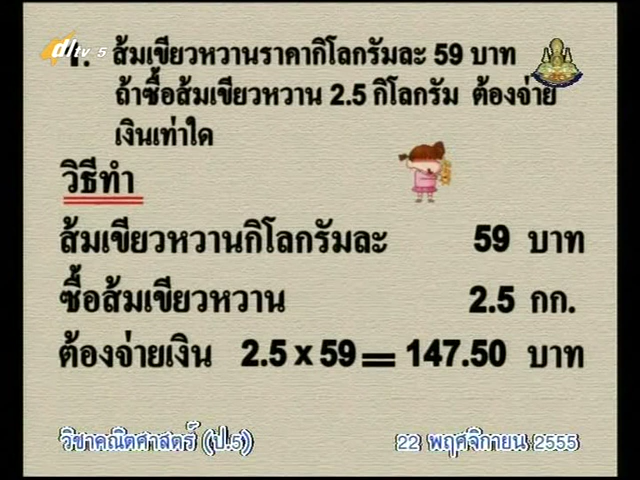 dltv 5
1. ส้มเขียวหวานราคากิโลกรัมละ 59 บาท
ถ้าซื้อส้มเขียวหวาน 2.5 กิโลกรัม ต้องจ่าย
เงินเท่าใด
วิธีทำ
ส้มเขียวหวานกิโลกรัมละ 59 บาท
ซื้อส้มเขียวหวาน 2.5 กก.
ต้องจ่ายเงิน 2.5 x 59 = 147.50 บาท
วิชาคณิตศาสตร์ (ป.5) 22 พฤศจิกายน 2555